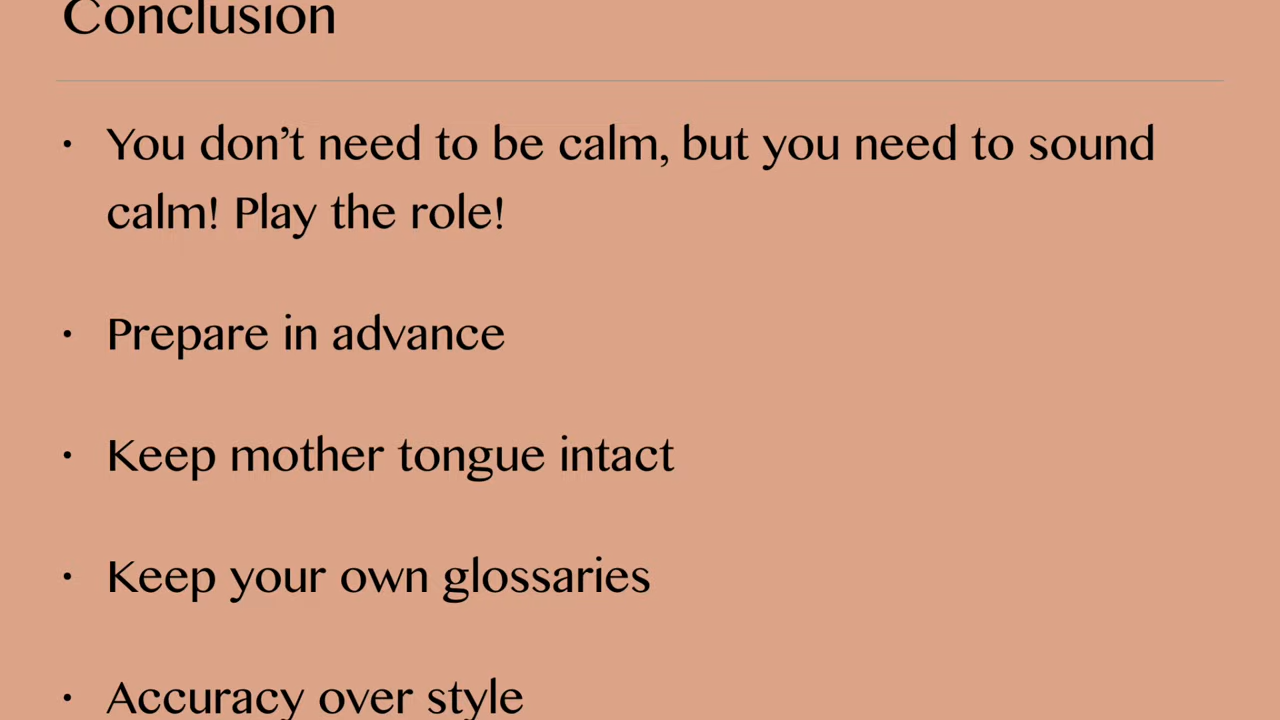 Conclusion
• You don’t need to be calm, but you need to sound
calm! Play the role!
• Prepare in advance
• Keep mother tongue intact
• Keep your own glossaries
• Accuracy over style